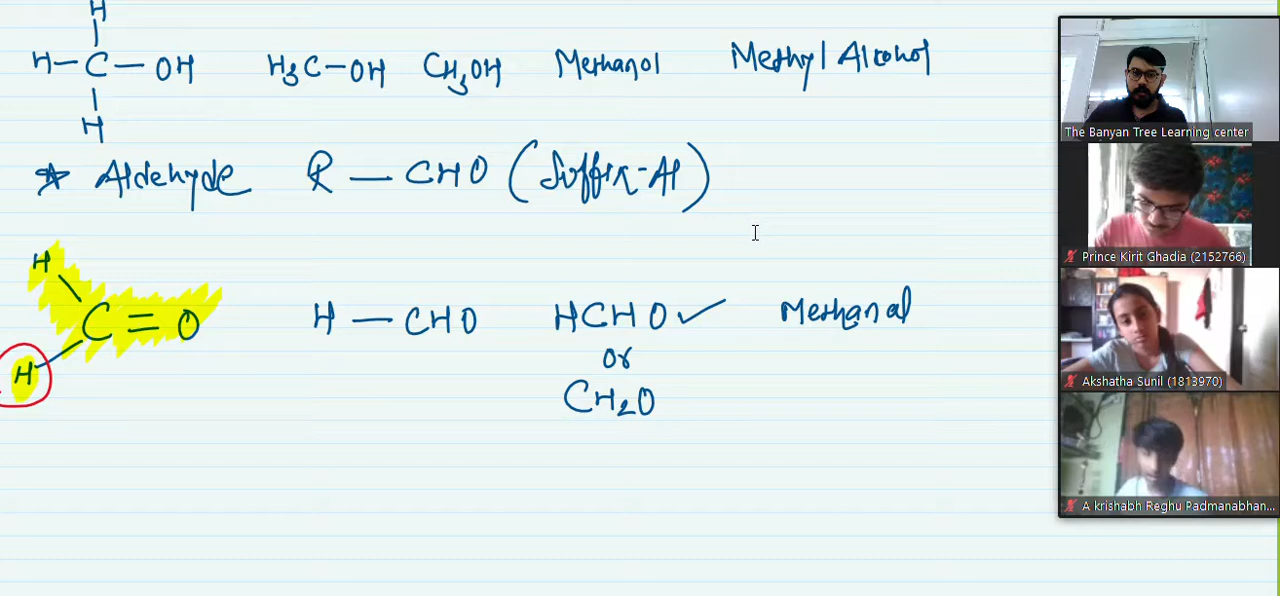 H
H–C–OH H₃C–OH CH₃OH Methanol Methyl Alcohol
H
* Aldehyde R — CHO (Suffix-Al)
H
C=O H — CHO HCHO ✓ Methanal
H
or
CH₂O
The Banyan Tree Learning center
Prince Kirit Ghadia (2152766)
Akshatha Sunil (1813970)
A krishabh Reghu Padmanabhan...